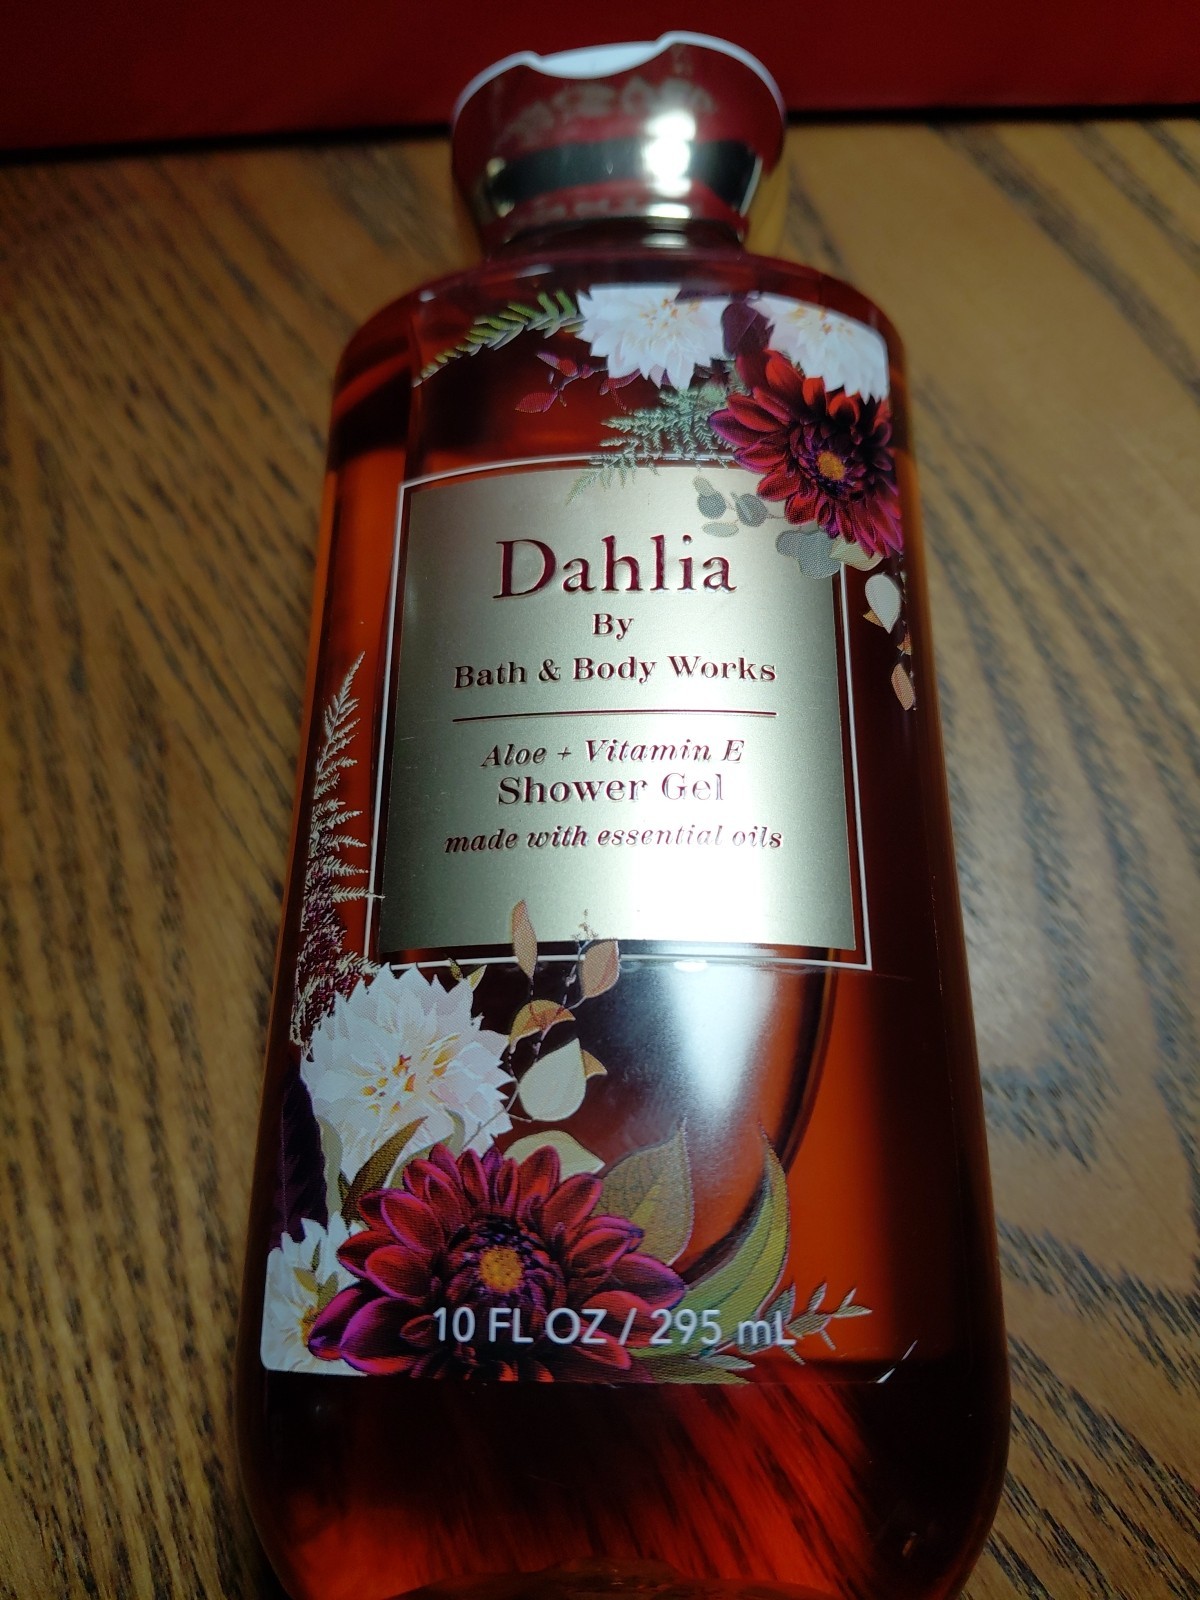 Dahlia
By
Bath & Body Works
Aloe + Vitamin E
Shower Gel
made with essential oils
10 FL OZ / 295 mL